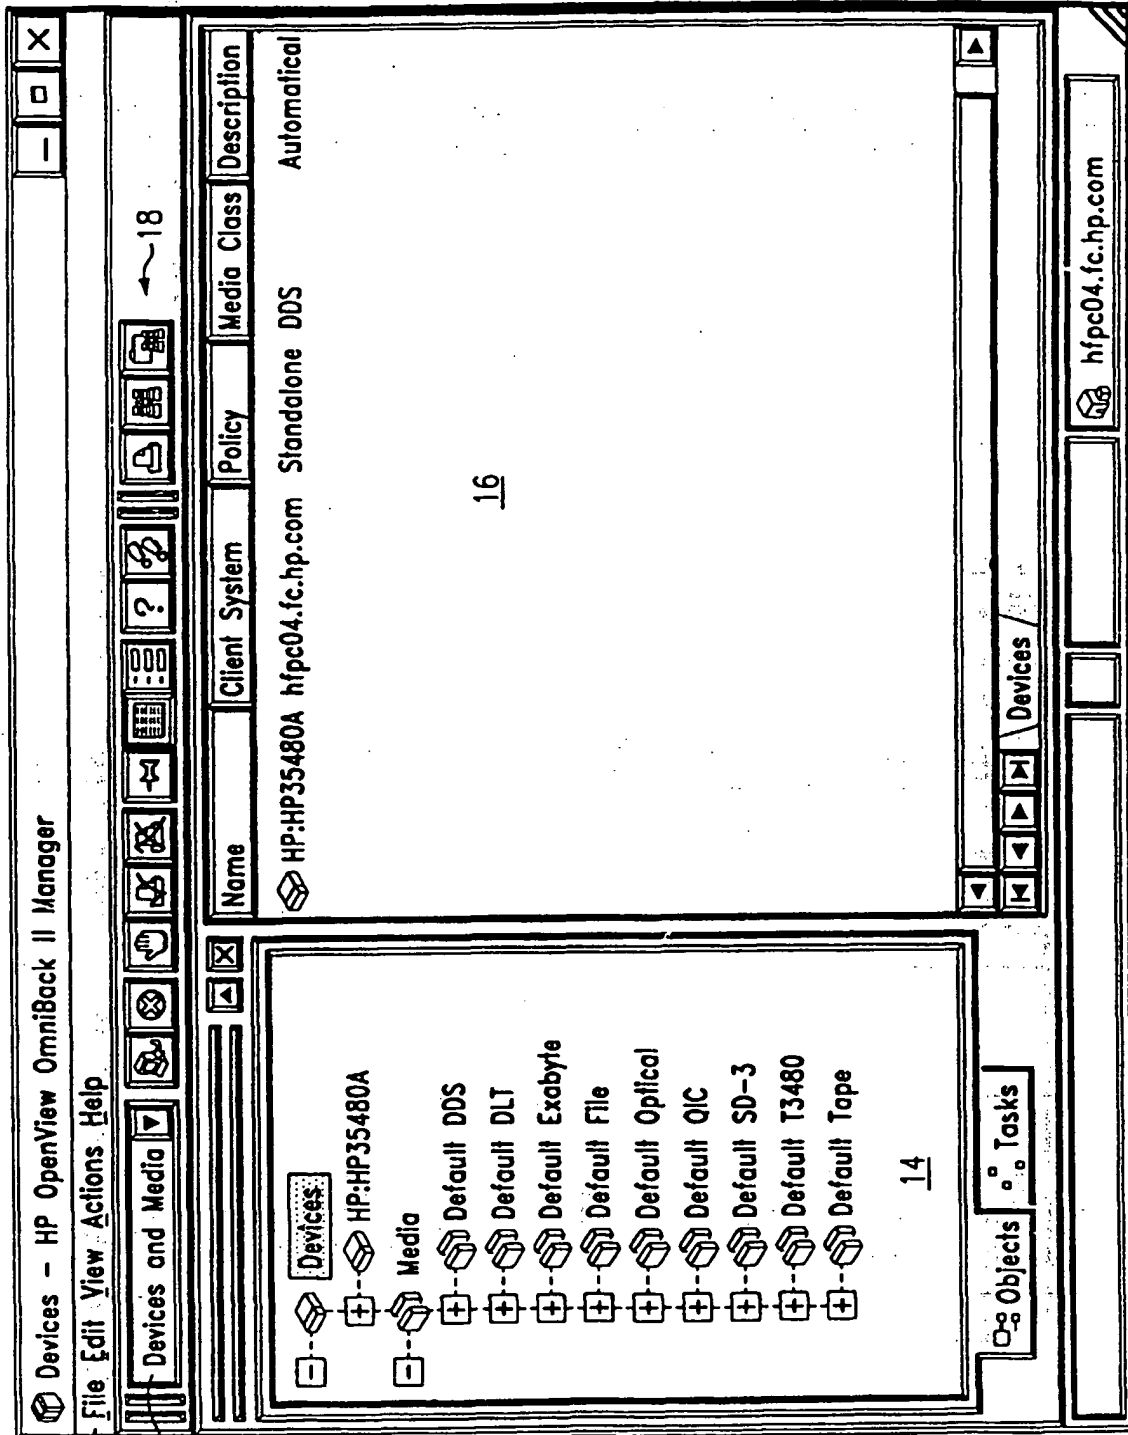 Devices - HP OpenView OmniBack II Manager
File Edit View Actions Help
Devices and Media
?
18
Devices
HP:HP35480A
Media
Default DDS
Default DLT
Default Exabyte
Default File
Default Optical
Default QIC
Default SD-3
Default T3480
Default Tape
14
Objects
Tasks
Name Client System Policy Media Class Description
HP:HP35480A hfpc04.fc.hp.com Standalone DDS Automatical
16
Devices
hfpc04.fc.hp.com